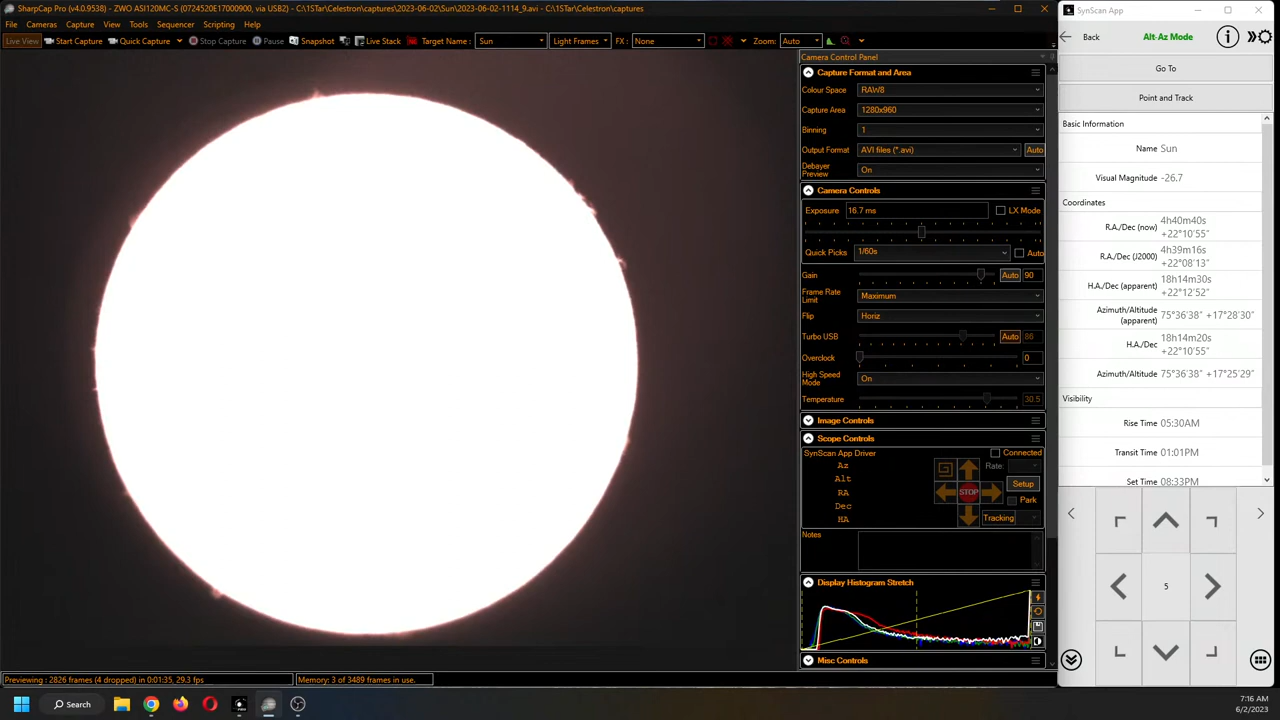 SharpCap Pro (v4.0.9538) - ZWO ASI120MC-S (0724520E17000900, via USB2) - C:\1STar\Celestron\captures\2023-06-02\Sun\2023-06-02-1114_9.avi - C:\1STar\Celestron\captures
File Cameras Capture View Tools Sequencer Scripting Help
Live View Start Capture Quick Capture Stop Capture Pause Snapshot Live Stack Target Name : Sun Light Frames FX : None Zoom: Auto
Camera Control Panel
Capture Format and Area
Colour Space RAW8
Capture Area 1280x960
Binning 1
Output Format AVI files (*.avi) Auto
Debayer
Preview On
Camera Controls
Exposure 16.7 ms LX Mode
Quick Picks 1/60s Auto
Gain Auto 90
Frame Rate
Limit Maximum
Flip Horiz
Turbo USB Auto 86
Overclock 0
High Speed
Mode On
Temperature 30.5
Image Controls
Scope Controls
SynScan App Driver Connected
Az Rate:
Alt Setup
RA Park
STOP
Dec
HA Tracking
Notes
Display Histogram Stretch
Misc Controls
Previewing : 2826 frames (4 dropped) in 0:01:35, 29.3 fps Memory: 3 of 3489 frames in use.
SynScan App
Back Alt-Az Mode
Go To
Point and Track
Basic Information
Name Sun
Visual Magnitude -26.7
Coordinates
R.A./Dec (now) 4h40m40s
+22°10'55"
R.A./Dec (J2000) 4h39m16s
+22°08'13"
H.A./Dec (apparent) 18h14m30s
+22°12'52"
Azimuth/Altitude
(apparent) 75°36'38" +17°28'30"
H.A./Dec 18h14m20s
+22°10'55"
Azimuth/Altitude 75°36'38" +17°25'29"
Visibility
Rise Time 05:30AM
Transit Time 01:01PM
Set Time 08:33PM
5
Search
7:16 AM
6/2/2023